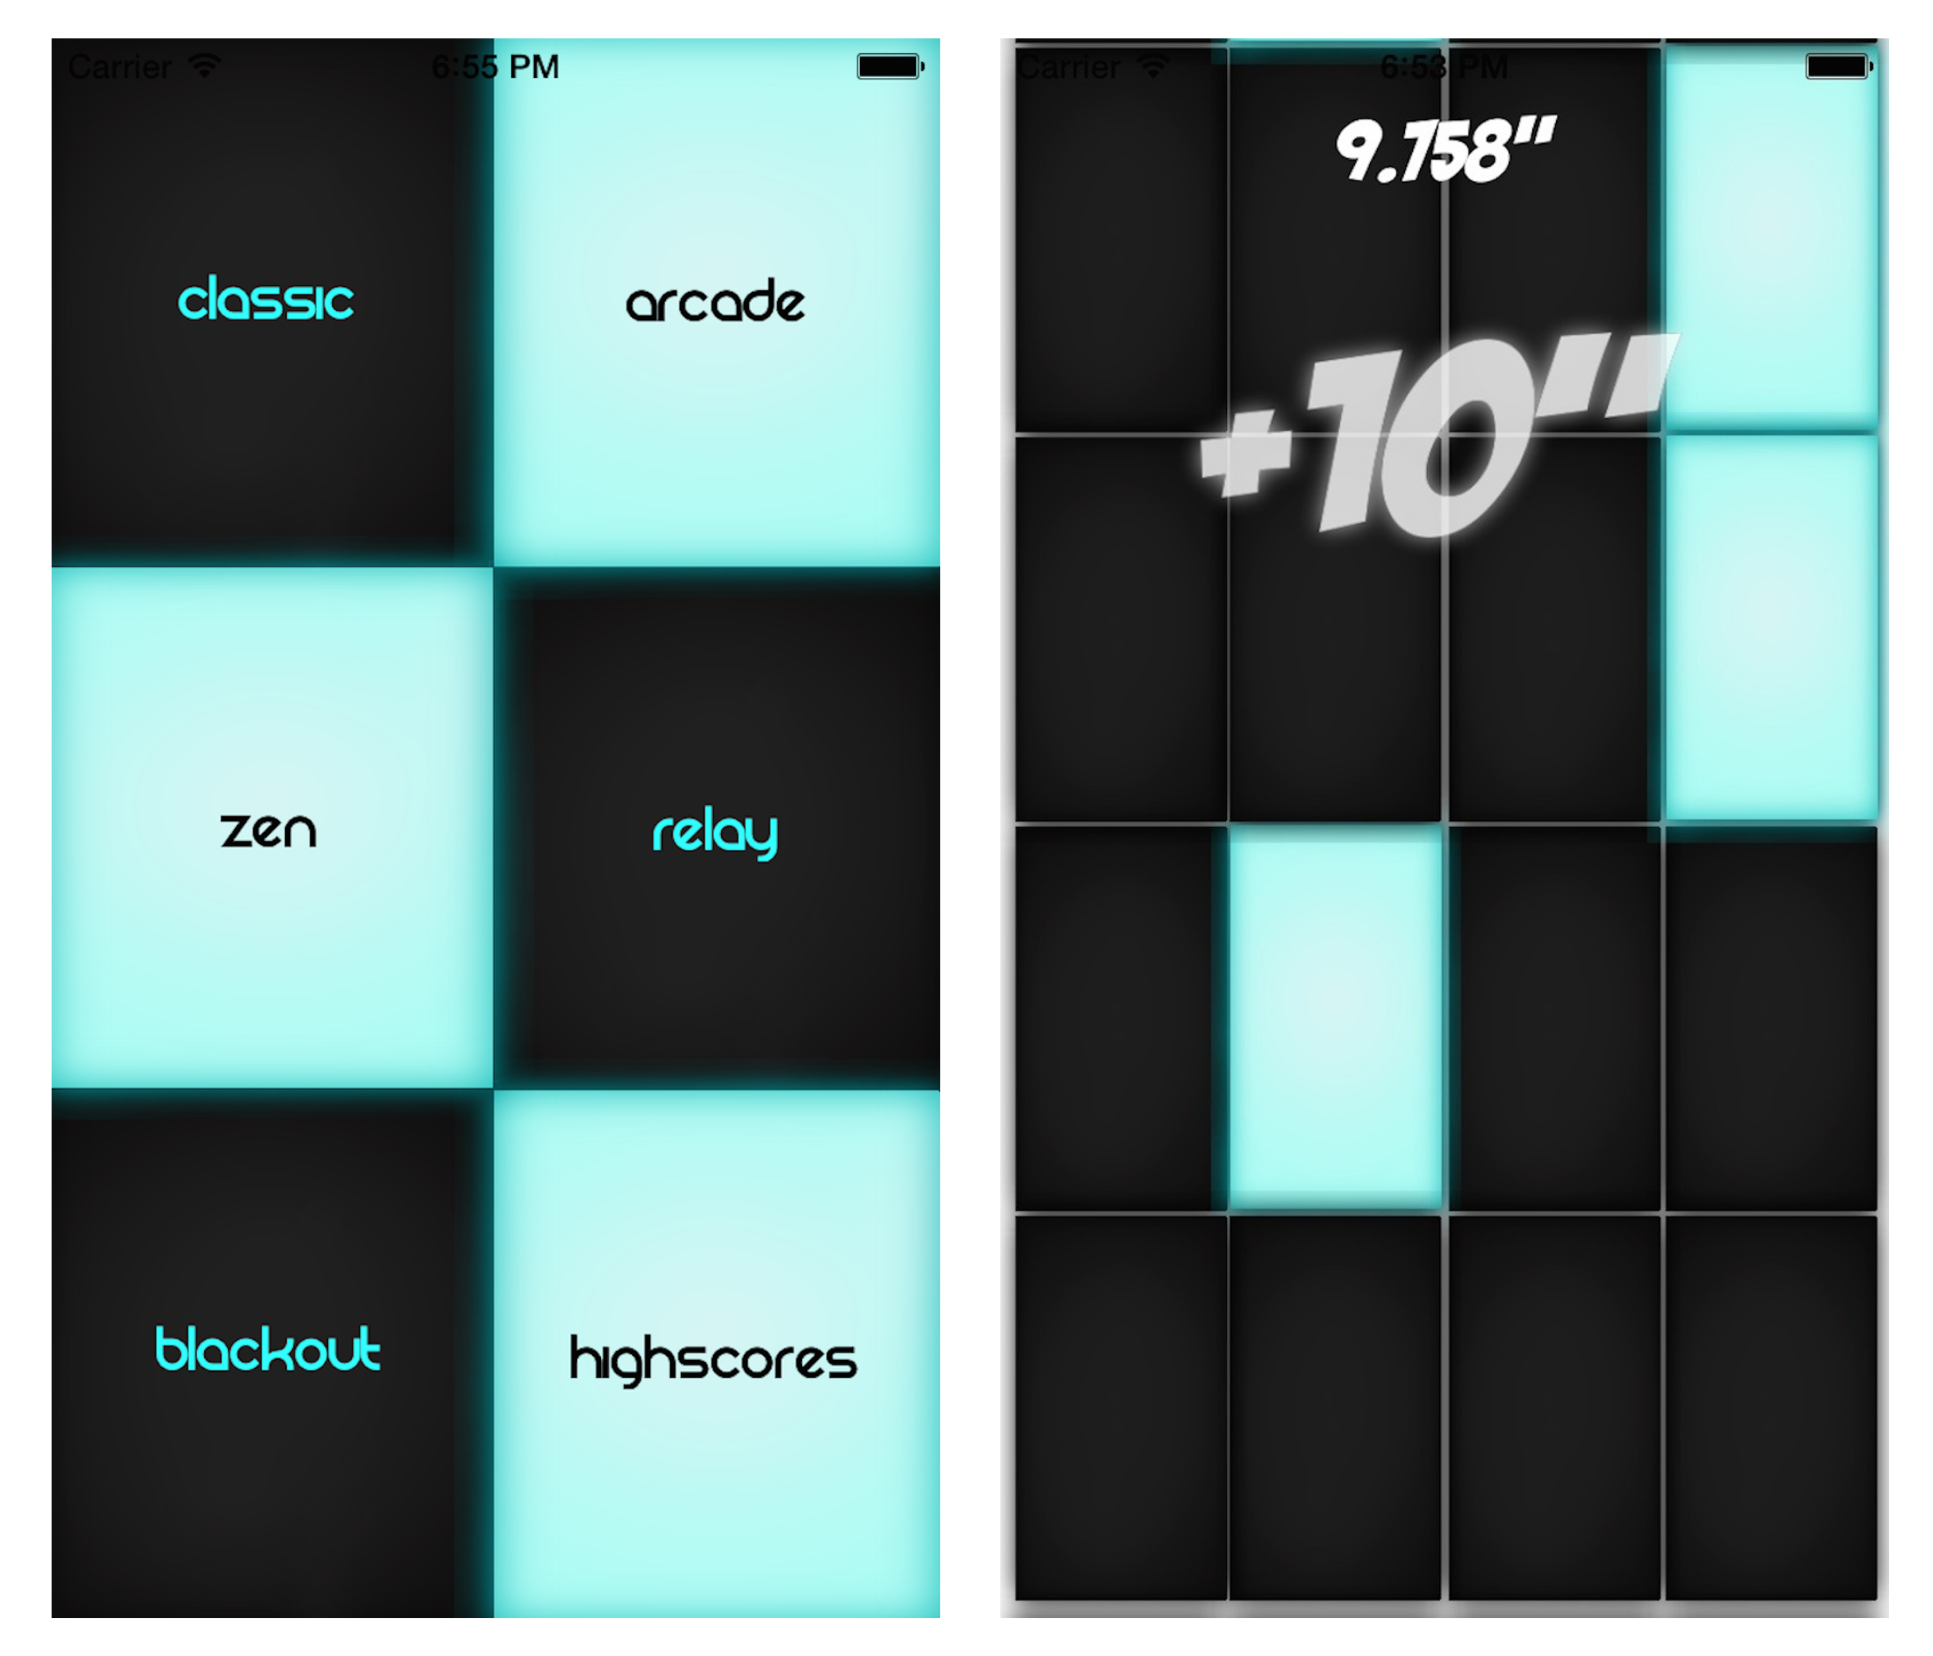 Carrier 6:55 PM
classic
arcade
zen
relay
blackout
highscores
Carrier 6:53 PM
9.758"
+10"